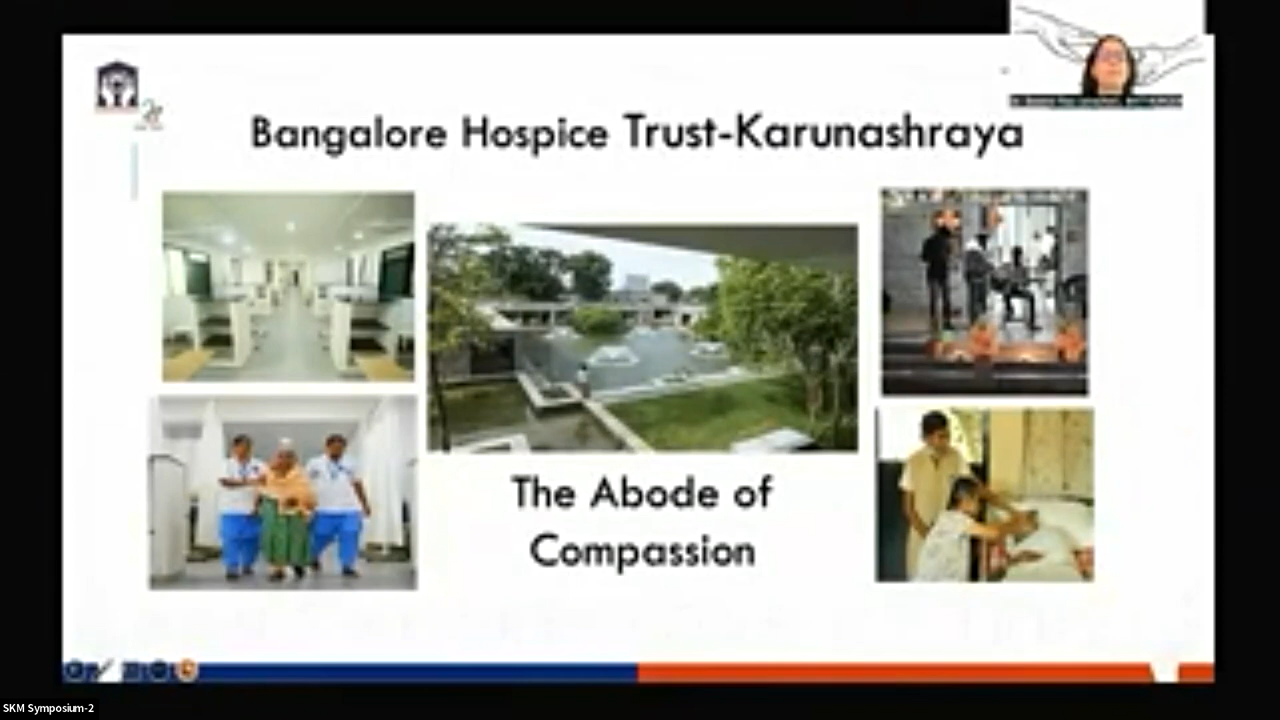 Bangalore Hospice Trust-Karunashraya
The Abode of
Compassion
SKM Symposium-2